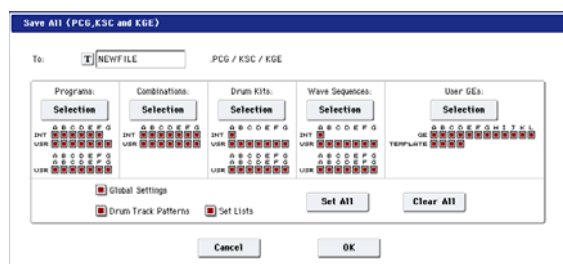 Save All (PCG,KSC and KGE)
To: T NEWFILE .PCG / KSC / KGE
Programs: Combinations: Drum Kits: Wave Sequences: User GEs:
Selection Selection Selection Selection Selection
A B C D E F G A B C D E F G A B C D E F G A B C D E F G A B C D E F G H I J K L
INT INT INT INT GE
USR USR USR USR TEMPLATE
A B C D E F G A B C D E F G A B C D E F G A B C D E F G
A B C D E F G A B C D E F G A B C D E F G A B C D E F G
USR USR USR USR
Global Settings
Drum Track Patterns Set Lists Set All Clear All
Cancel OK